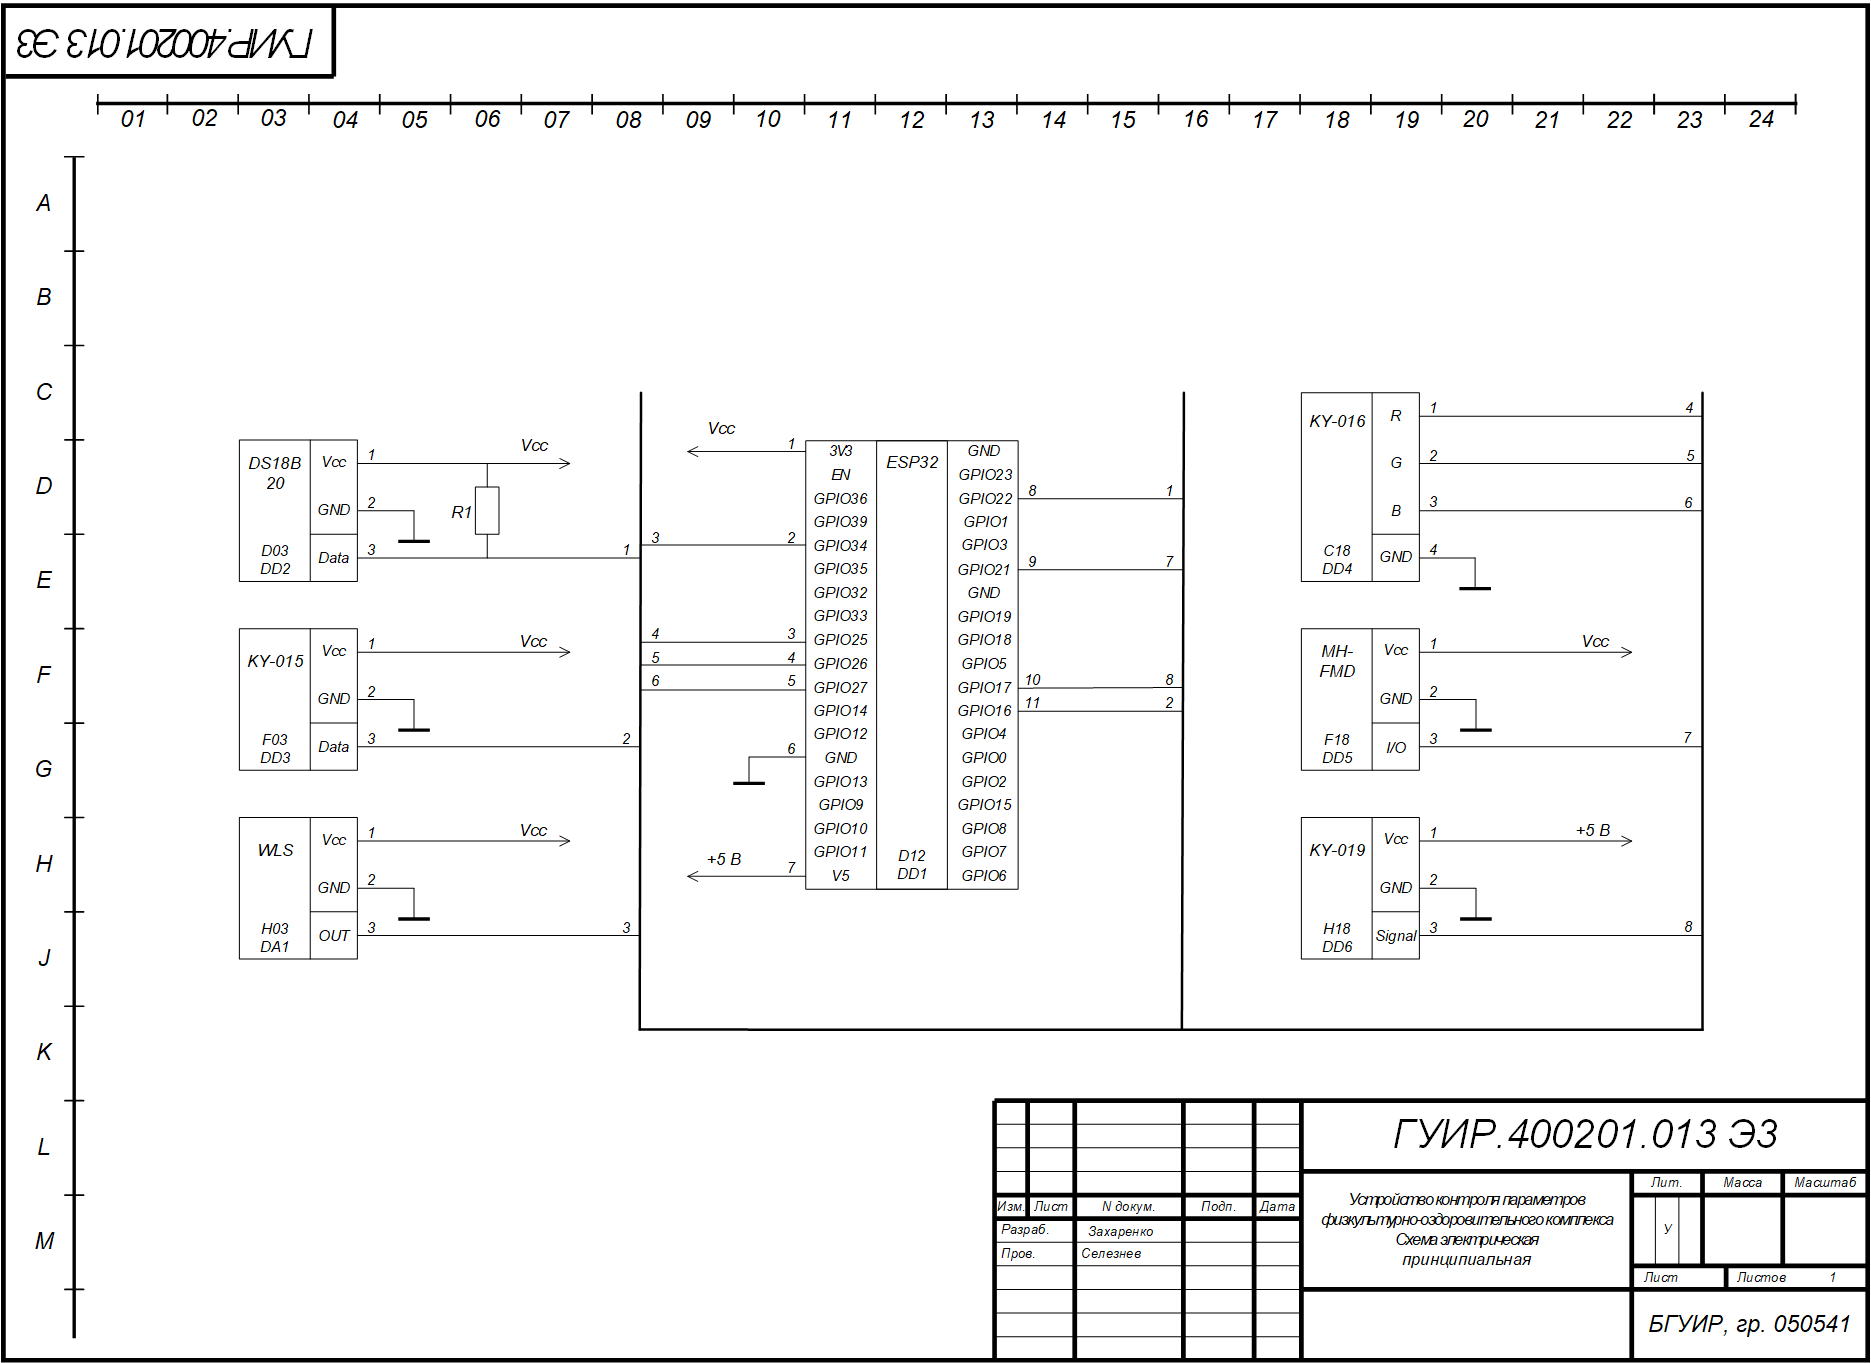 ГУИР.400201.013 Э3
01 02 03 04 05 06 07 08 09 10 11 12 13 14 15 16 17 18 19 20 21 22 23 24
A
B
C
D
E
F
G
H
J
K
L
M
DS18B
20
D03
DD2
Vcc
GND
Data
1
2
3
Vcc
R1
1
KY-015
F03
DD3
Vcc
GND
Data
1
2
3
Vcc
2
WLS
H03
DA1
Vcc
GND
OUT
1
2
3
Vcc
3
Vcc
1
3 2
4 3
5 4
6 5
6
+5 В
7
3V3
EN
GPIO36
GPIO39
GPIO34
GPIO35
GPIO32
GPIO33
GPIO25
GPIO26
GPIO27
GPIO14
GPIO12
GND
GPIO13
GPIO9
GPIO10
GPIO11
V5
ESP32
D12
DD1
GND
GPIO23
GPIO22
GPIO1
GPIO3
GPIO21
GND
GPIO19
GPIO18
GPIO5
GPIO17
GPIO16
GPIO4
GPIO0
GPIO2
GPIO15
GPIO8
GPIO7
GPIO6
8 1
9 7
10 8
11 2
KY-016
C18
DD4
R
G
B
GND
1 4
2 5
3 6
4
MH-
FMD
F18
DD5
Vcc
GND
I/O
1
2
3
Vcc
7
KY-019
H18
DD6
Vcc
GND
Signal
1
2
3
+5 В
8
ГУИР.400201.013 Э3
Изм. Лист N докум. Подп. Дата
Разраб. Захаренко
Пров. Селезнев
Устройство контроля параметров
физкультурно-оздоровительного комплекса
Схема электрическая
принципиальная
Лит. Масса Масштаб
У
Лист Листов 1
БГУИР, гр. 050541